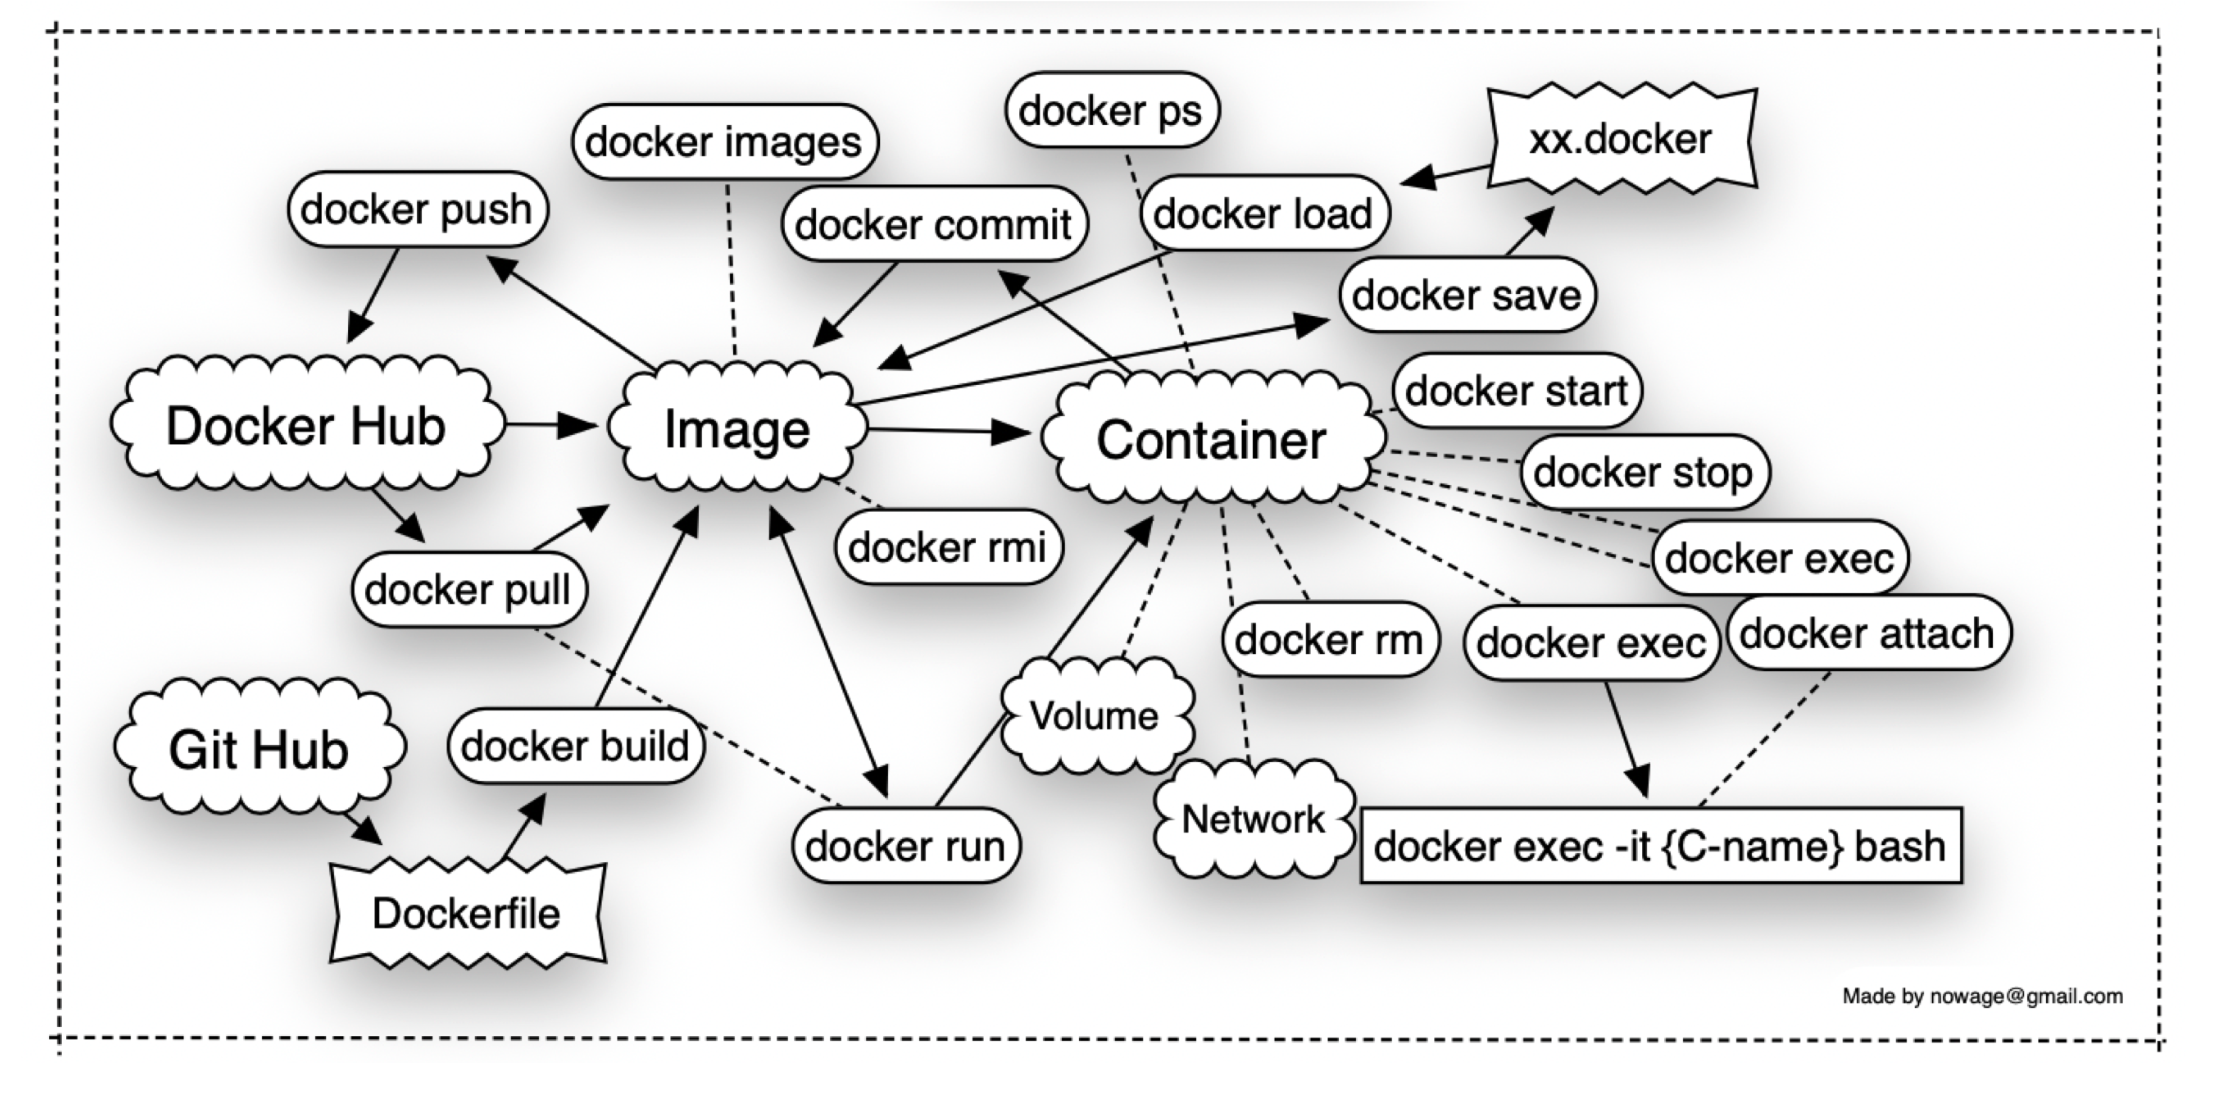 docker ps
docker images
xx.docker
docker push
docker commit
docker load
docker save
docker start
Docker Hub
Image
Container
docker stop
docker rmi
docker exec
docker pull
docker rm
docker exec
docker attach
Volume
Git Hub
docker build
Network
docker run
docker exec -it {C-name} bash
Dockerfile
Made by nowage@gmail.com